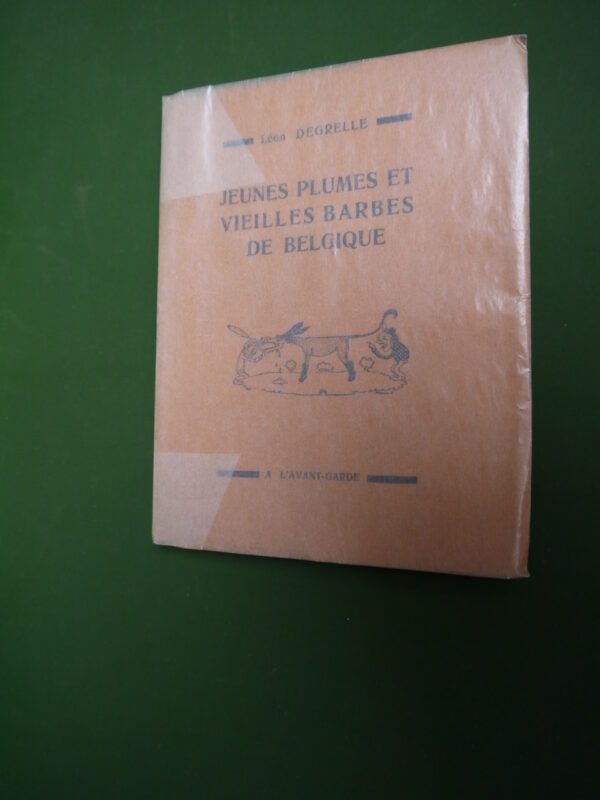 Léon DEGRELLE
JEUNES PLUMES ET
VIEILLES BARBES
DE BELGIQUE
A L'AVANT-GARDE